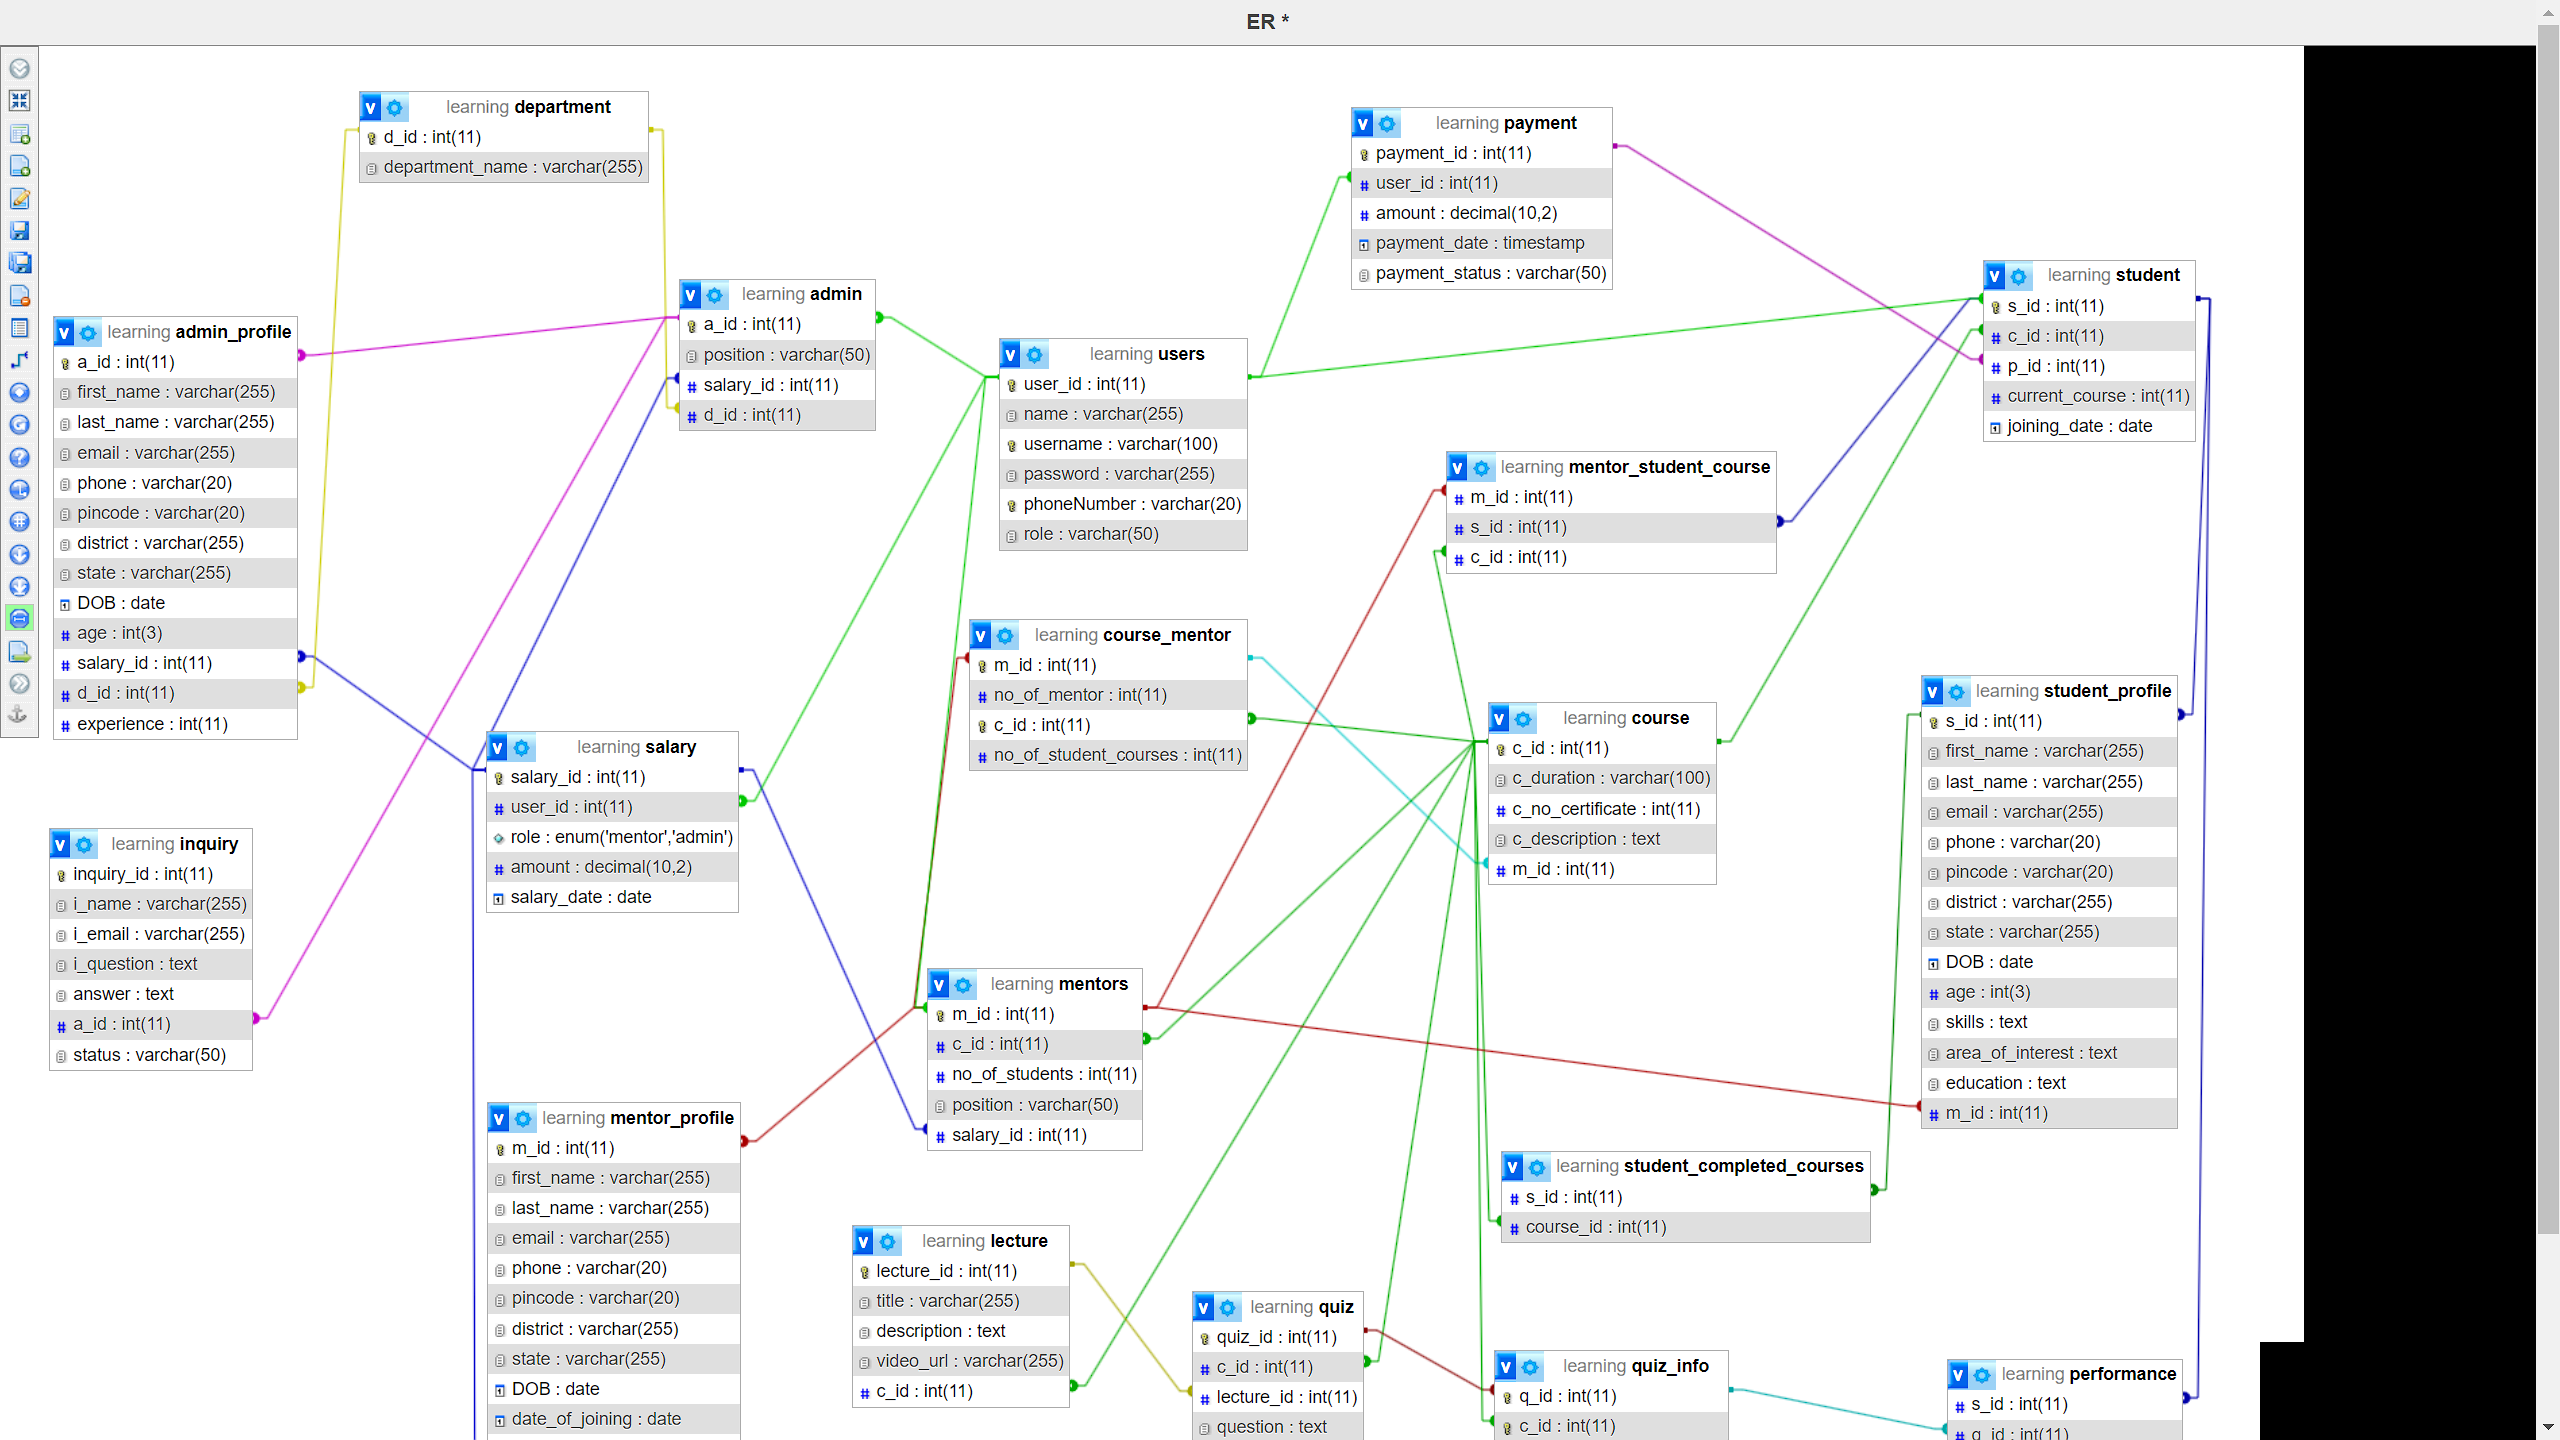 ER *
learning department
d_id : int(11)
department_name : varchar(255)
learning payment
payment_id : int(11)
user_id : int(11)
amount : decimal(10,2)
payment_date : timestamp
payment_status : varchar(50)
learning student
s_id : int(11)
c_id : int(11)
p_id : int(11)
current_course : int(11)
joining_date : date
learning admin
a_id : int(11)
position : varchar(50)
salary_id : int(11)
d_id : int(11)
learning admin_profile
a_id : int(11)
first_name : varchar(255)
last_name : varchar(255)
email : varchar(255)
phone : varchar(20)
pincode : varchar(20)
district : varchar(255)
state : varchar(255)
DOB : date
age : int(3)
salary_id : int(11)
d_id : int(11)
experience : int(11)
learning users
user_id : int(11)
name : varchar(255)
username : varchar(100)
password : varchar(255)
phoneNumber : varchar(20)
role : varchar(50)
learning mentor_student_course
m_id : int(11)
s_id : int(11)
c_id : int(11)
learning course_mentor
m_id : int(11)
no_of_mentor : int(11)
c_id : int(11)
no_of_student_courses : int(11)
learning course
c_id : int(11)
c_duration : varchar(100)
c_no_certificate : int(11)
c_description : text
m_id : int(11)
learning student_profile
s_id : int(11)
first_name : varchar(255)
last_name : varchar(255)
email : varchar(255)
phone : varchar(20)
pincode : varchar(20)
district : varchar(255)
state : varchar(255)
DOB : date
age : int(3)
skills : text
area_of_interest : text
education : text
m_id : int(11)
learning salary
salary_id : int(11)
user_id : int(11)
role : enum('mentor','admin')
amount : decimal(10,2)
salary_date : date
learning inquiry
inquiry_id : int(11)
i_name : varchar(255)
i_email : varchar(255)
i_question : text
answer : text
a_id : int(11)
status : varchar(50)
learning mentors
m_id : int(11)
c_id : int(11)
no_of_students : int(11)
position : varchar(50)
salary_id : int(11)
learning mentor_profile
m_id : int(11)
first_name : varchar(255)
last_name : varchar(255)
email : varchar(255)
phone : varchar(20)
pincode : varchar(20)
district : varchar(255)
state : varchar(255)
DOB : date
date_of_joining : date
learning student_completed_courses
s_id : int(11)
course_id : int(11)
learning lecture
lecture_id : int(11)
title : varchar(255)
description : text
video_url : varchar(255)
c_id : int(11)
learning quiz
quiz_id : int(11)
c_id : int(11)
lecture_id : int(11)
question : text
learning quiz_info
q_id : int(11)
c_id : int(11)
learning performance
s_id : int(11)
q_id : int(11)